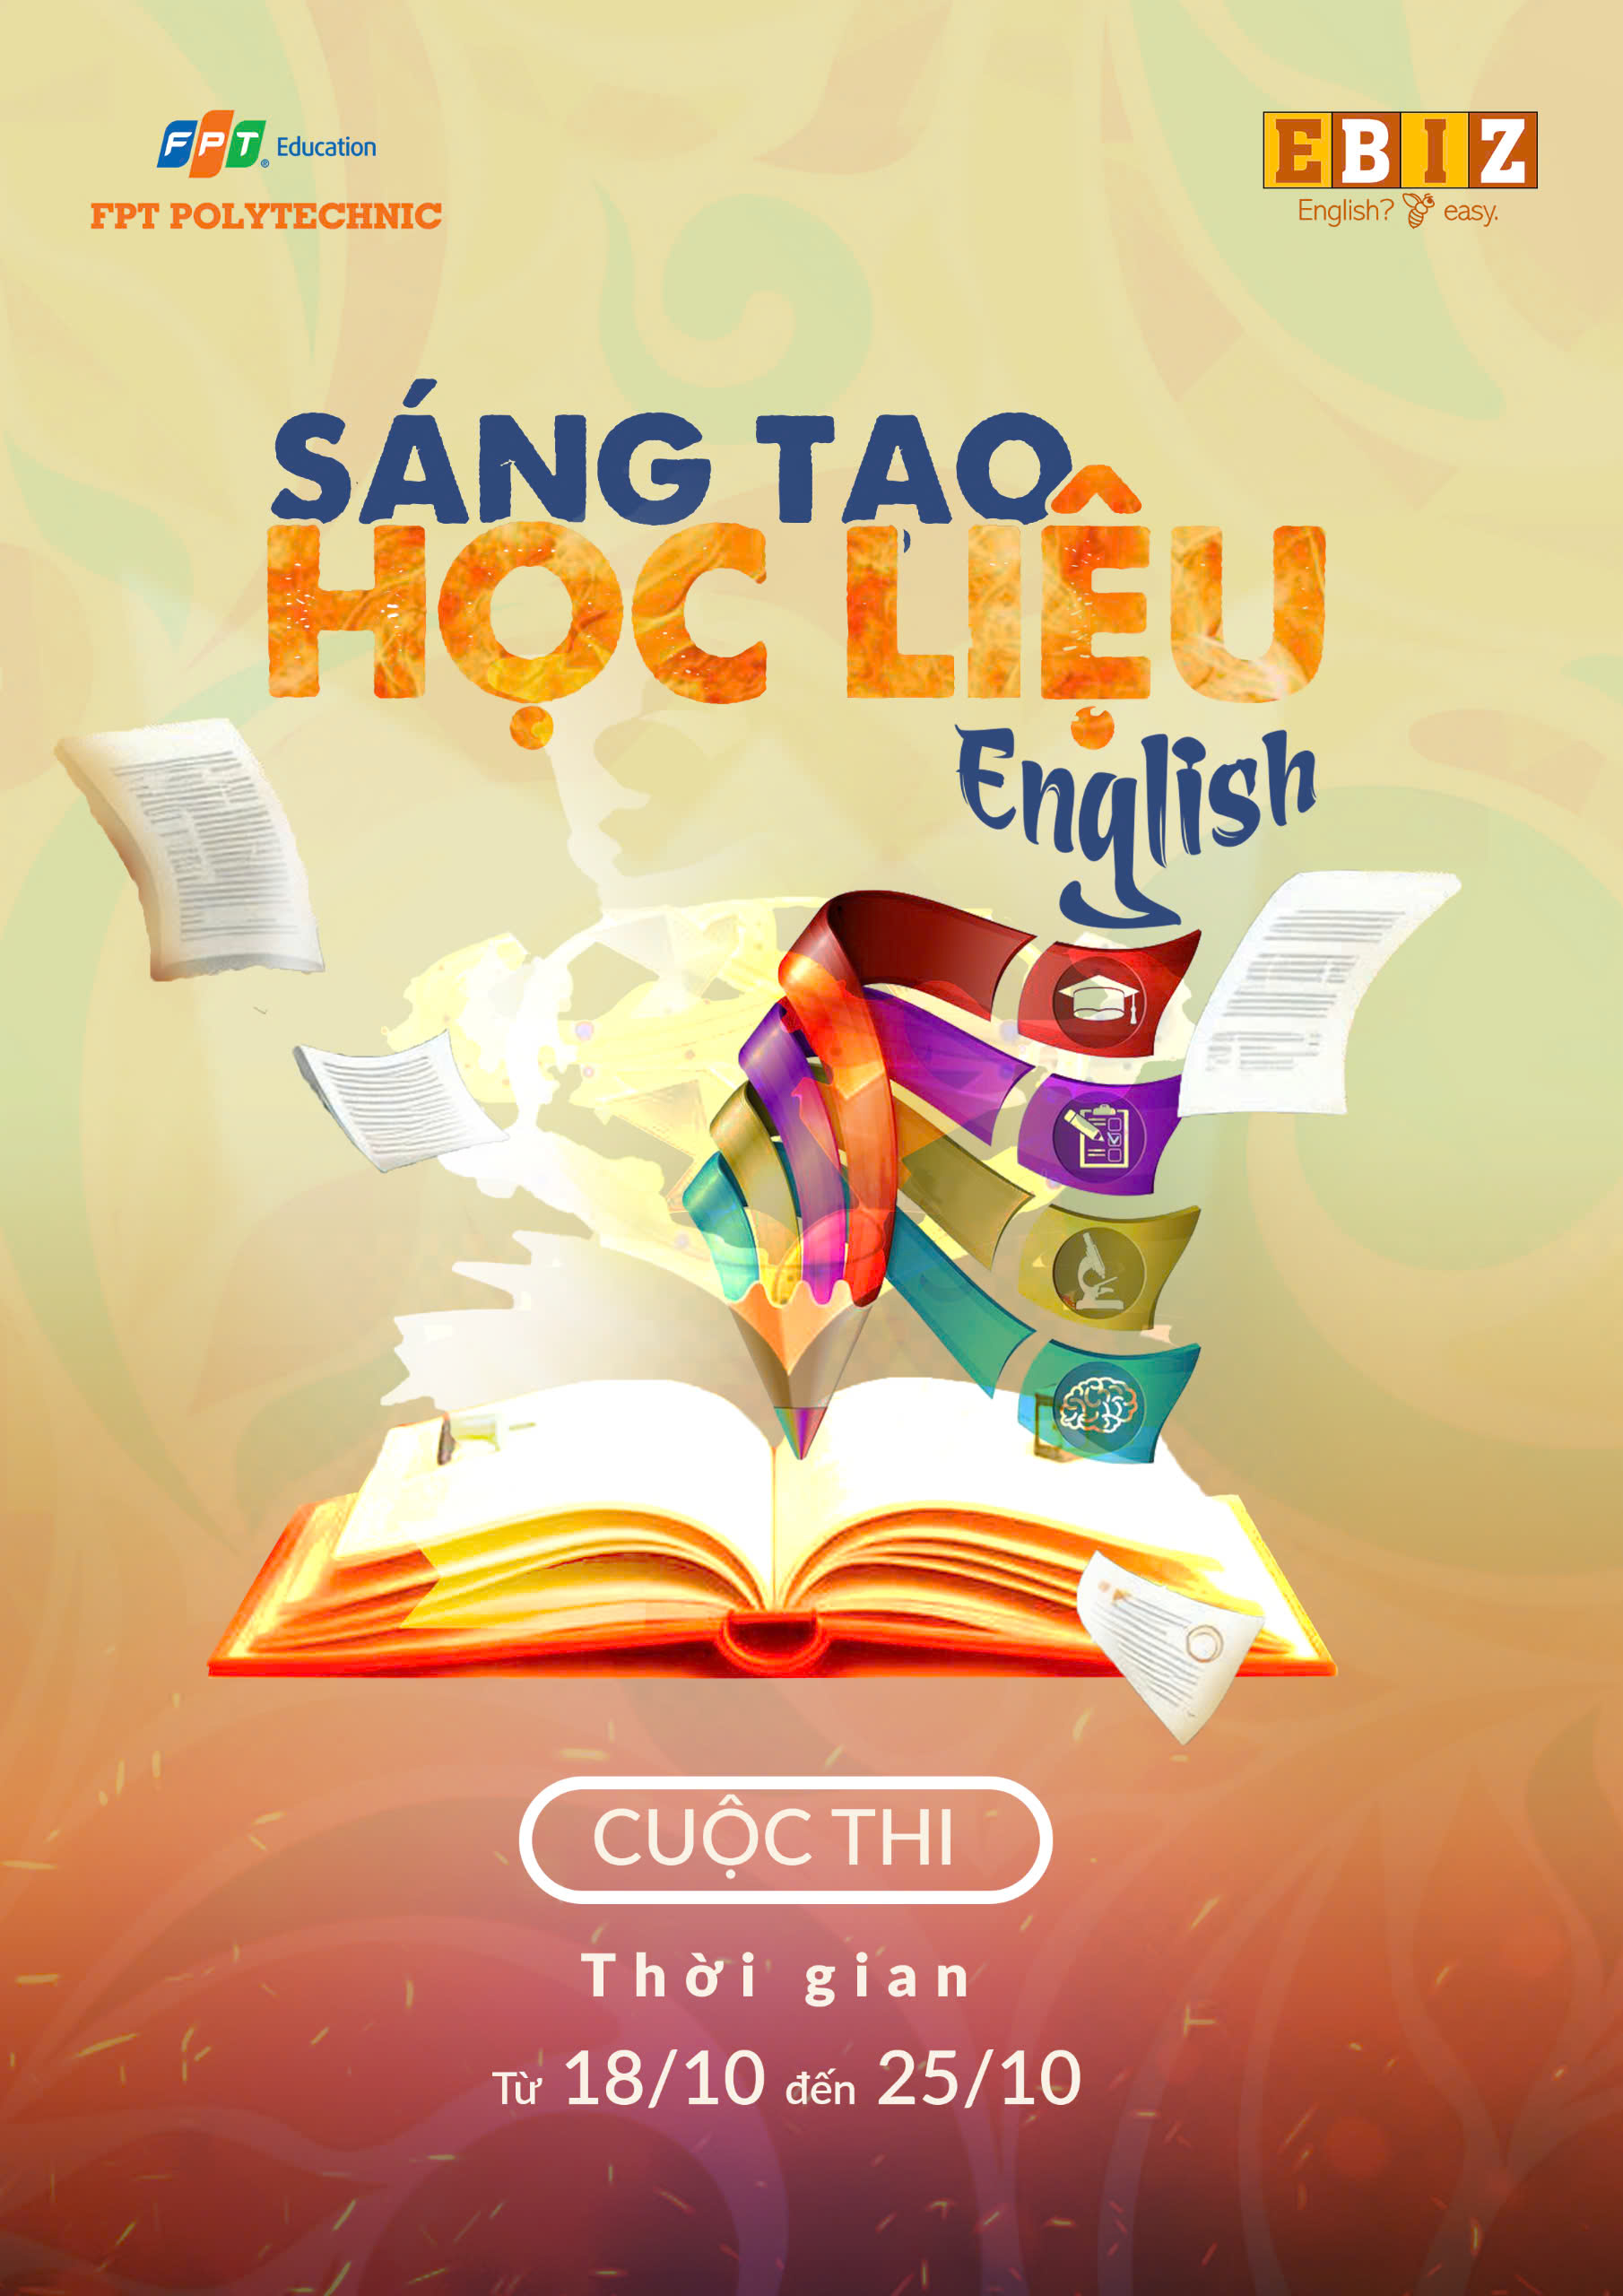 FPT Education
FPT POLYTECHNIC
EBIZ
English? easy.
SÁNG TẠO
HỌC LIỆU
English
CUỘC THI
Thời gian
Từ 18/10 đến 25/10